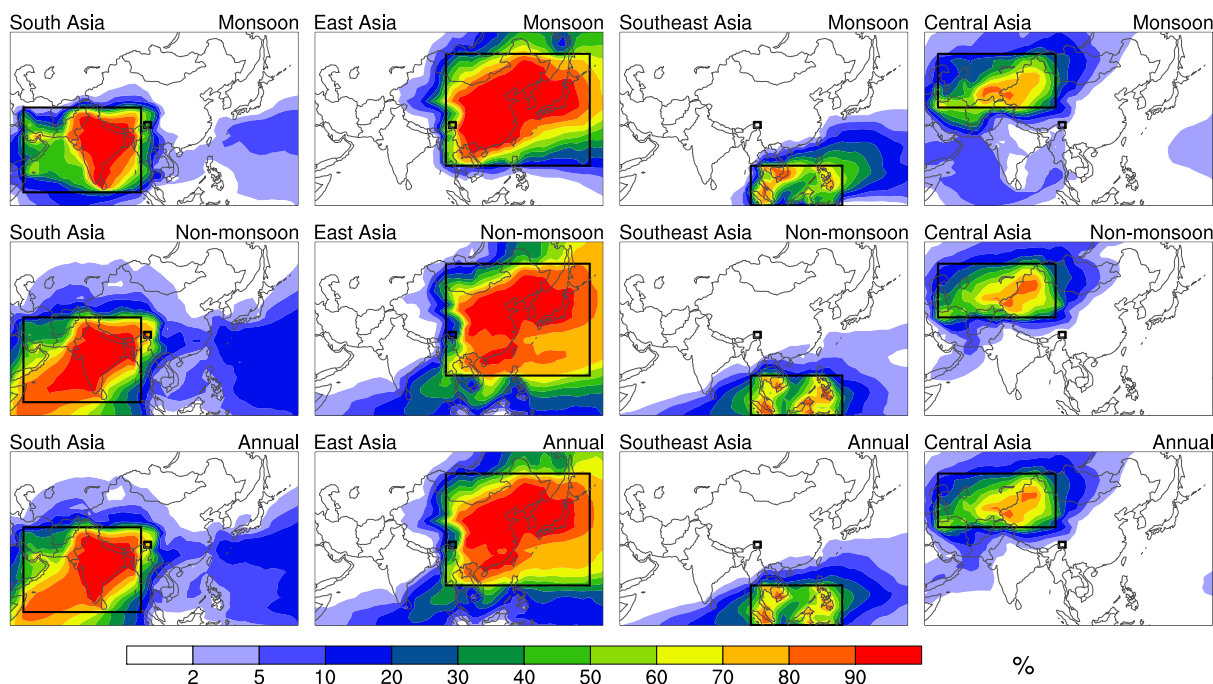 South Asia Monsoon East Asia Monsoon Southeast Asia Monsoon Central Asia Monsoon
South Asia Non-monsoon East Asia Non-monsoon Southeast Asia Non-monsoon Central Asia Non-monsoon
South Asia Annual East Asia Annual Southeast Asia Annual Central Asia Annual
2 5 10 20 30 40 50 60 70 80 90 %